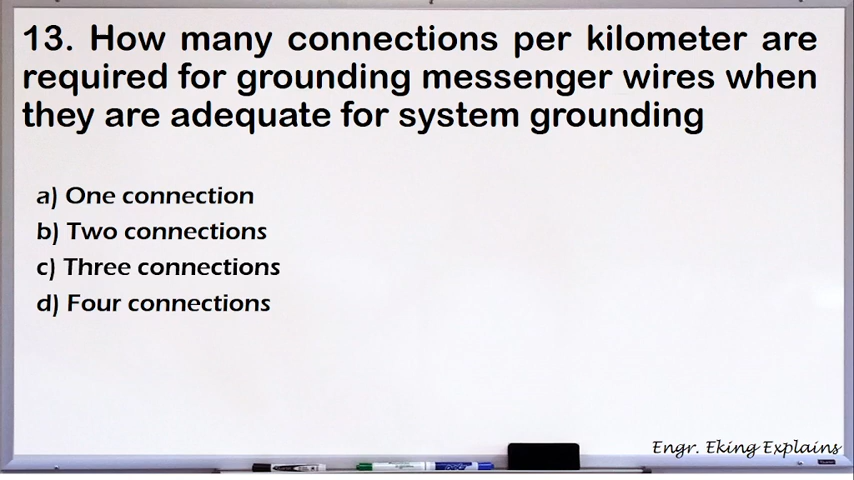 13. How many connections per kilometer are
required for grounding messenger wires when
they are adequate for system grounding
a) One connection
b) Two connections
c) Three connections
d) Four connections
Engr. Eking Explains